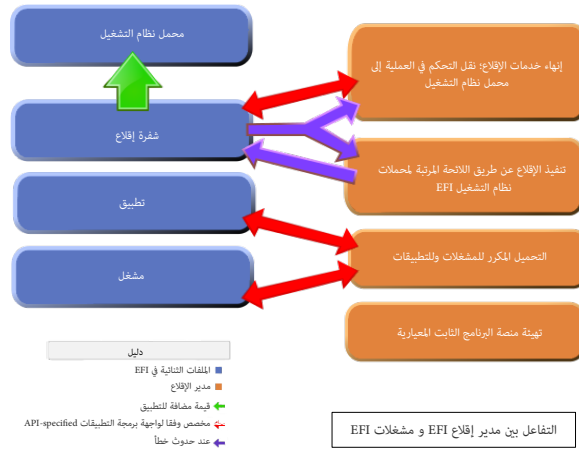 محمل نظام التشغيل
شفرة إقلاع
تطبيق
مشغل
إنهاء خدمات الإقلاع؛ نقل التحكم في العملية إلى
محمل نظام التشغيل
تنفيذ الإقلاع عن طريق اللائحة المرتبة لمحملات
نظام التشغيل EFI
التحميل المكرر للمشغلات وللتطبيقات
تهيئة منصة البرنامج الثابت المعيارية
دليل
الملفات الثنائية في EFI
مدير الإقلاع
قيمة مضافة للتطبيق
مخصص وفقا لواجهة برمجة التطبيقات API-specified
عند حدوث خطأ
التفاعل بين مدير إقلاع EFI و مشغلات EFI